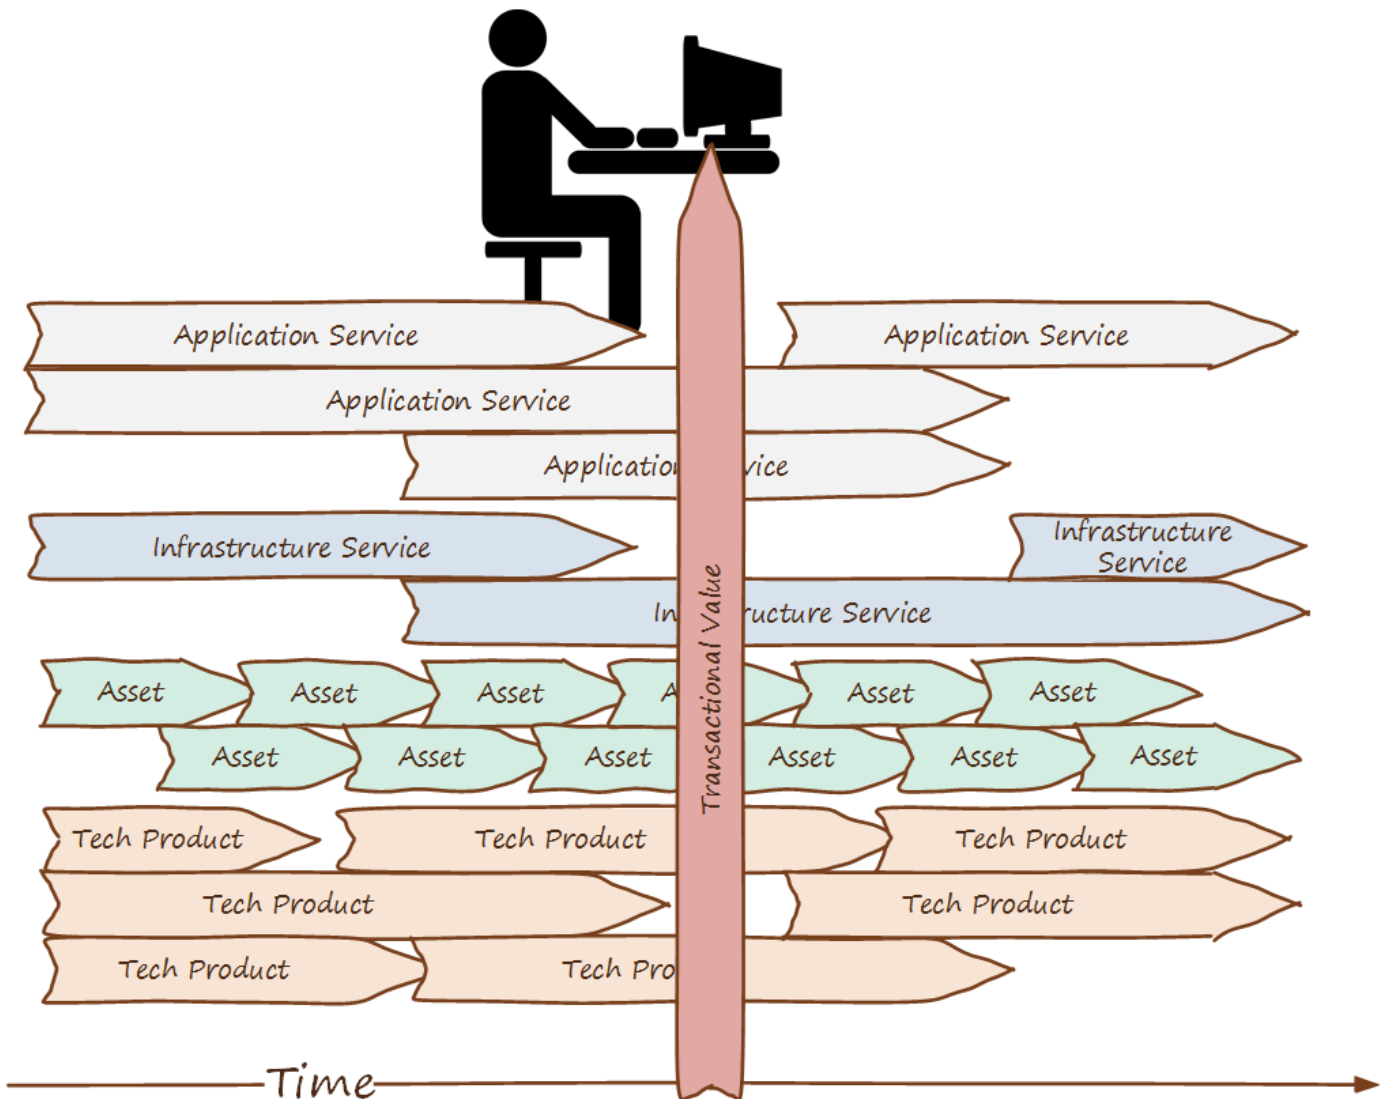 Application Service
Application Service
Application Service
Applicatio vice
Infrastructure Service
Infrastructure
Service
In ructure Service
Transactional Value
Asset
Asset
Asset
A
Asset
Asset
Asset
Asset
Asset
Asset
Asset
Asset
Tech Product
Tech Product
Tech Product
Tech Product
Tech Product
Tech Product
Tech Pro
Time